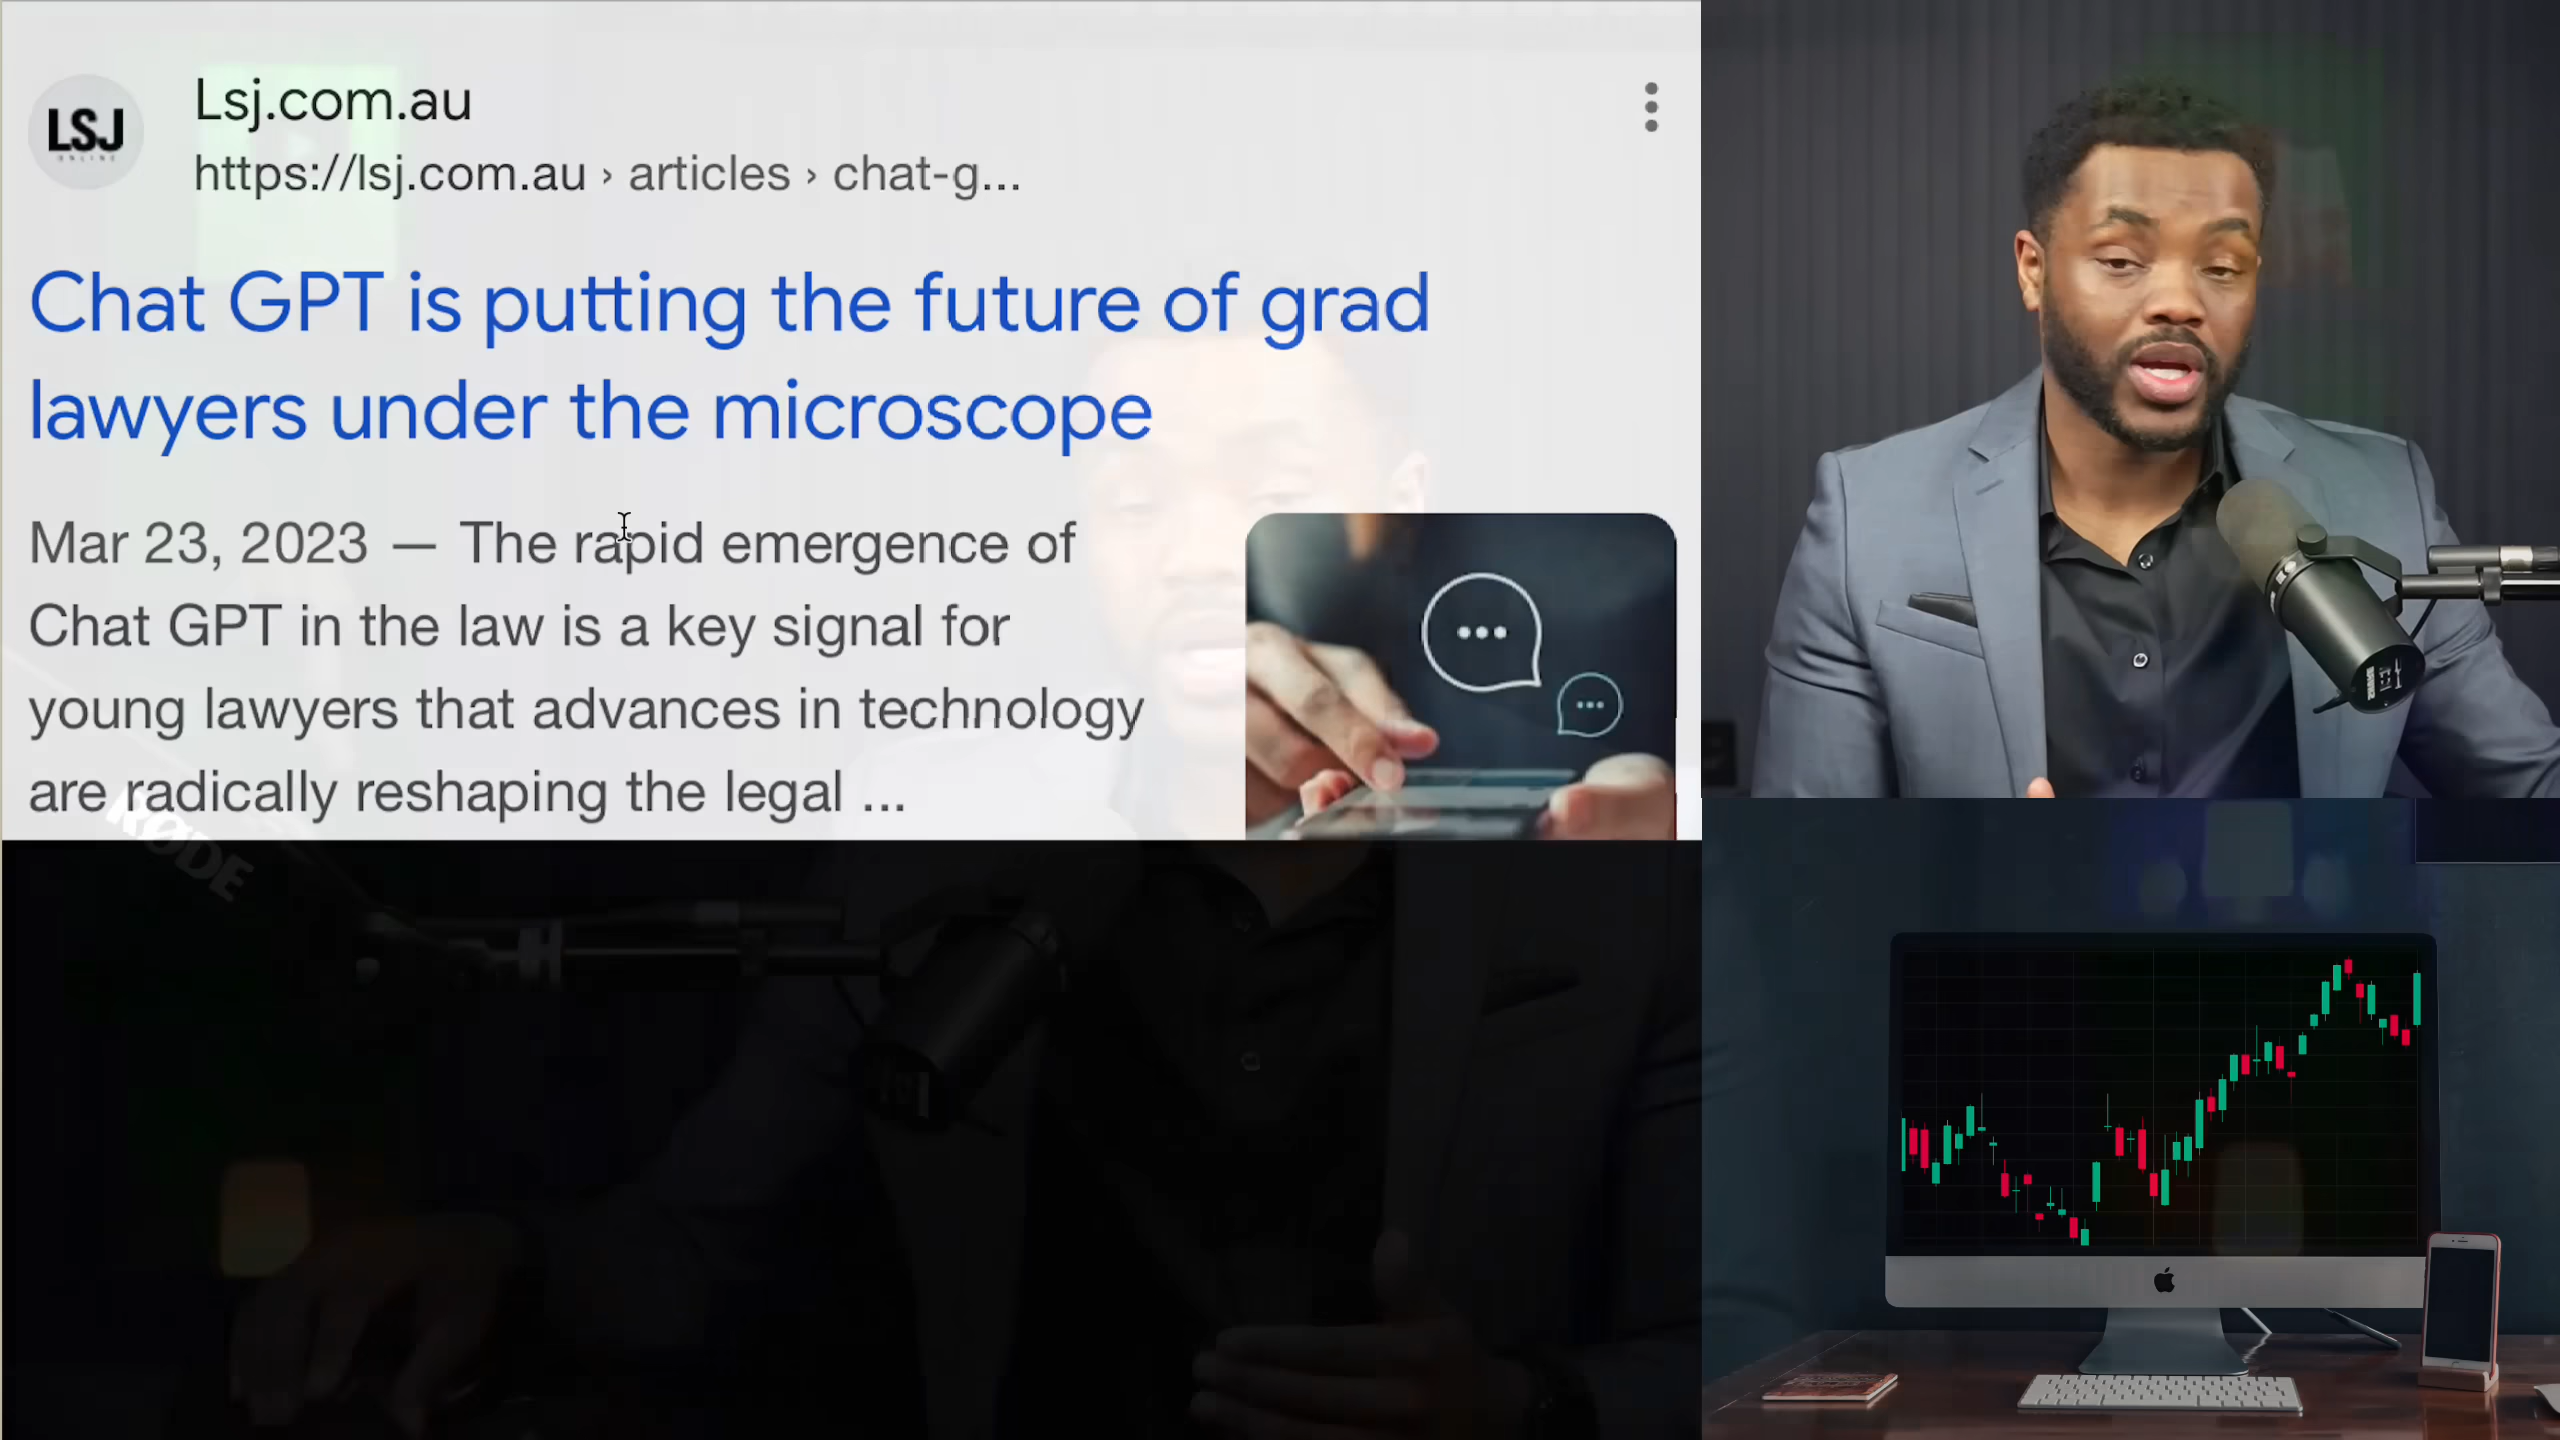 LSJ
ONLINE
Lsj.com.au
https://lsj.com.au › articles › chat-g...
Chat GPT is putting the future of grad
lawyers under the microscope
Mar 23, 2023 — The rapid emergence of
Chat GPT in the law is a key signal for
young lawyers that advances in technology
are radically reshaping the legal ...
RØDE